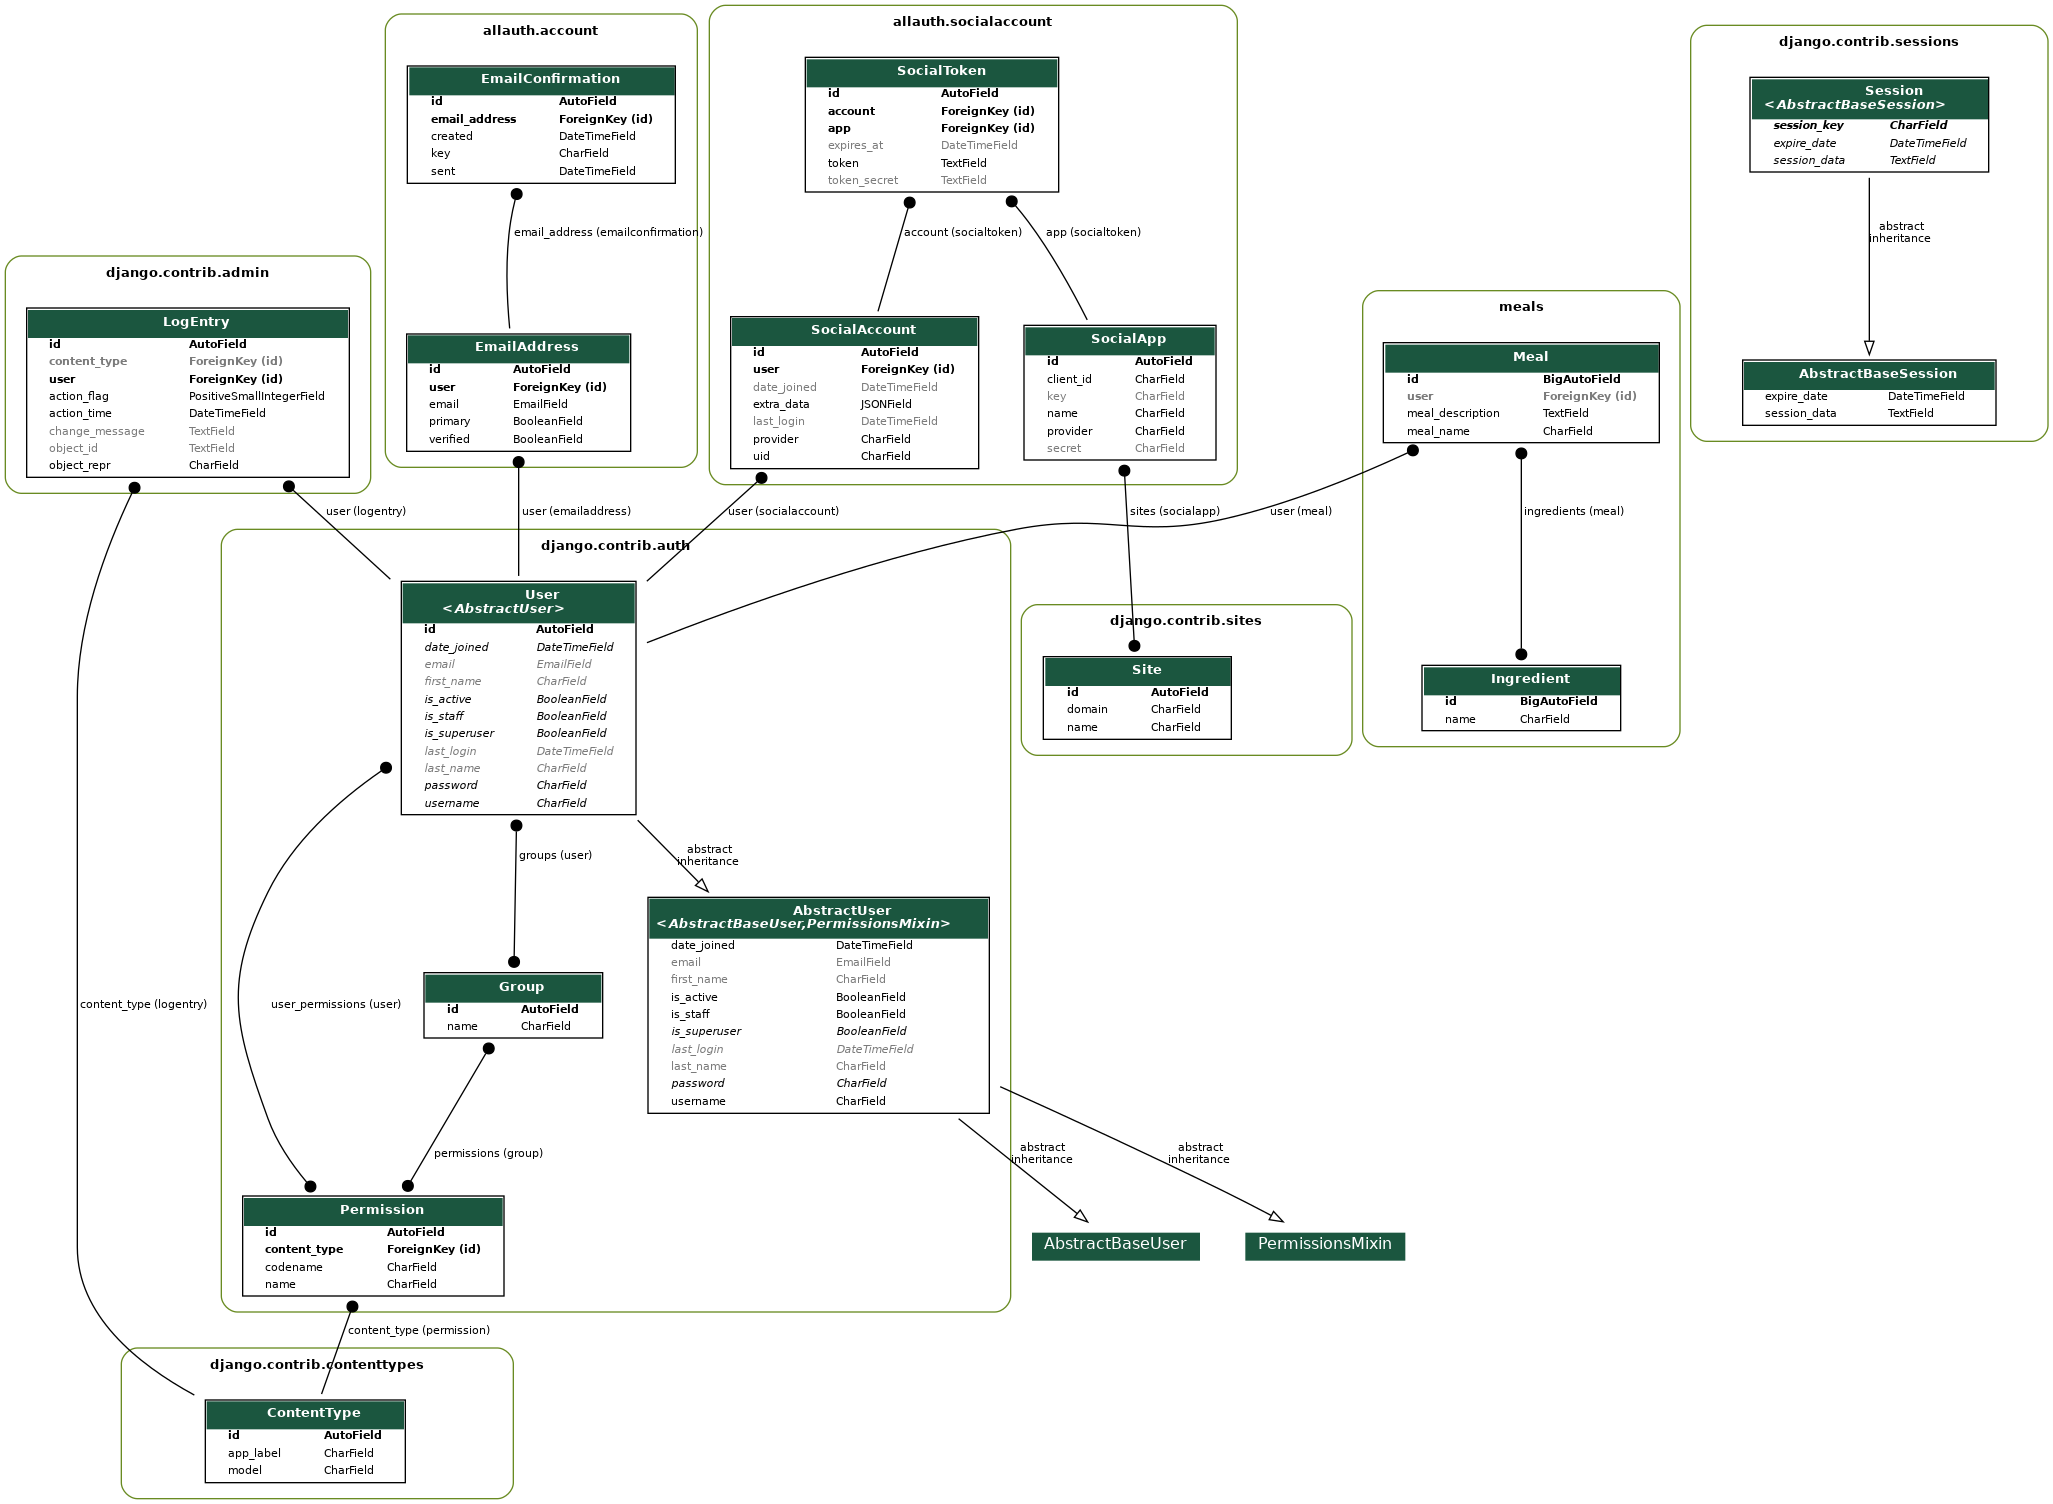 allauth.account
EmailConfirmation
id AutoField
email_address ForeignKey (id)
created DateTimeField
key CharField
sent DateTimeField
email_address (emailconfirmation)
EmailAddress
id AutoField
user ForeignKey (id)
email EmailField
primary BooleanField
verified BooleanField
allauth.socialaccount
SocialToken
id AutoField
account ForeignKey (id)
app ForeignKey (id)
expires_at DateTimeField
token TextField
token_secret TextField
account (socialtoken)
app (socialtoken)
SocialAccount
id AutoField
user ForeignKey (id)
date_joined DateTimeField
extra_data JSONField
last_login DateTimeField
provider CharField
uid CharField
SocialApp
id AutoField
client_id CharField
key CharField
name CharField
provider CharField
secret CharField
django.contrib.sessions
Session
<AbstractBaseSession>
session_key CharField
expire_date DateTimeField
session_data TextField
abstract
inheritance
AbstractBaseSession
expire_date DateTimeField
session_data TextField
django.contrib.admin
LogEntry
id AutoField
content_type ForeignKey (id)
user ForeignKey (id)
action_flag PositiveSmallIntegerField
action_time DateTimeField
change_message TextField
object_id TextField
object_repr CharField
meals
Meal
id BigAutoField
user ForeignKey (id)
meal_description TextField
meal_name CharField
user (logentry)
user (emailaddress)
user (socialaccount)
sites (socialapp)
user (meal)
ingredients (meal)
Ingredient
id BigAutoField
name CharField
django.contrib.sites
Site
id AutoField
domain CharField
name CharField
django.contrib.auth
User
<AbstractUser>
id AutoField
date_joined DateTimeField
email EmailField
first_name CharField
is_active BooleanField
is_staff BooleanField
is_superuser BooleanField
last_login DateTimeField
last_name CharField
password CharField
username CharField
groups (user)
abstract
inheritance
AbstractUser
<AbstractBaseUser,PermissionsMixin>
date_joined DateTimeField
email EmailField
first_name CharField
is_active BooleanField
is_staff BooleanField
is_superuser BooleanField
last_login DateTimeField
last_name CharField
password CharField
username CharField
Group
id AutoField
name CharField
content_type (logentry)
user_permissions (user)
permissions (group)
abstract
inheritance
abstract
inheritance
Permission
id AutoField
content_type ForeignKey (id)
codename CharField
name CharField
AbstractBaseUser
PermissionsMixin
content_type (permission)
django.contrib.contenttypes
ContentType
id AutoField
app_label CharField
model CharField